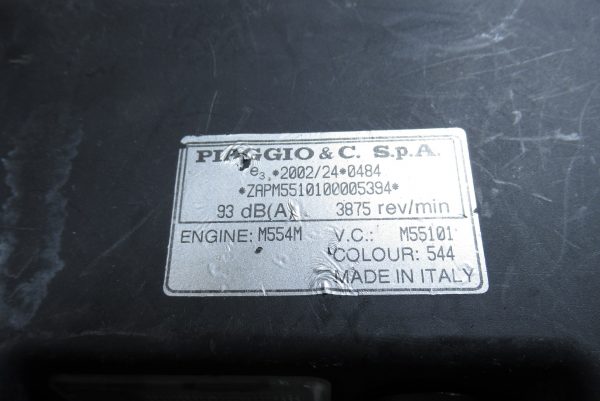 PIAGGIO & C. S.p.A.
e3,*2002/24*0484
*ZAPM5510100005394*
93 dB(A) 3875 rev/min
ENGINE: M554M V.C.: M55101
COLOUR: 544
MADE IN ITALY